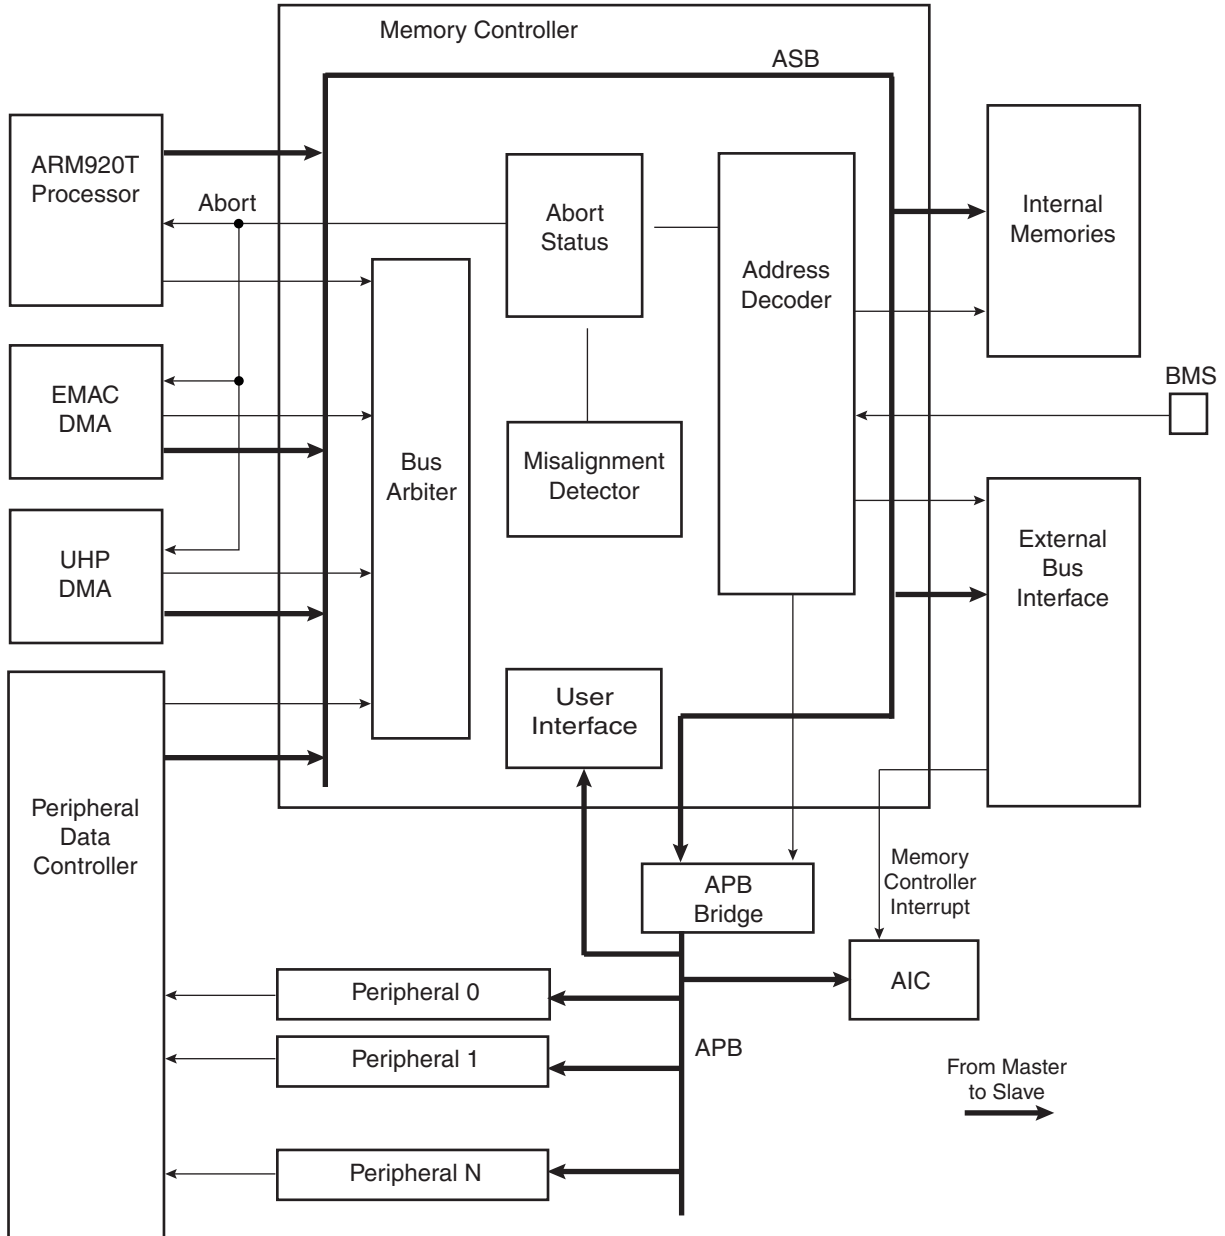 Memory Controller
ASB
ARM920T
Processor
Abort
Abort
Status
Address
Decoder
Internal
Memories
BMS
EMAC
DMA
Bus
Arbiter
Misalignment
Detector
UHP
DMA
External
Bus
Interface
User
Interface
Peripheral
Data
Controller
APB
Bridge
Memory
Controller
Interrupt
AIC
Peripheral 0
Peripheral 1
APB
From Master
to Slave
Peripheral N